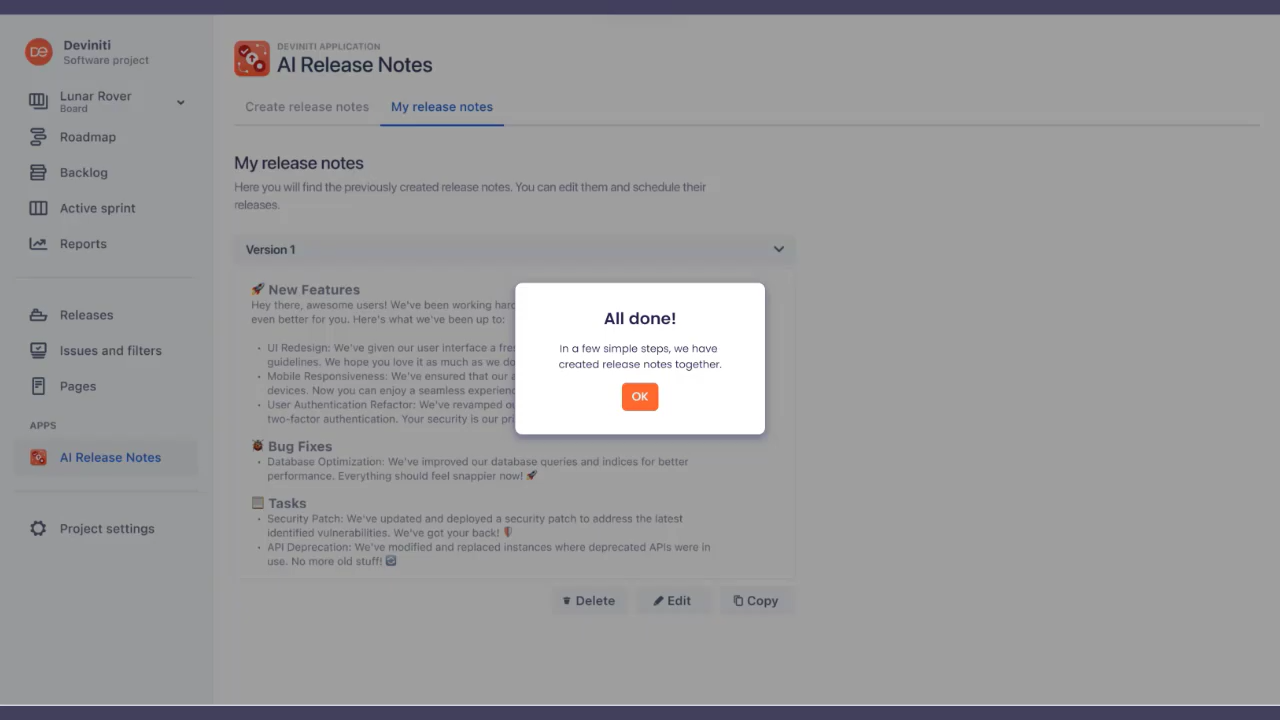 DE
Deviniti
Software project
Lunar Rover
Board
Roadmap
Backlog
Active sprint
Reports
Releases
Issues and filters
Pages
APPS
AI Release Notes
Project settings
DEVINITI APPLICATION
AI Release Notes
Create release notes
My release notes
My release notes
Here you will find the previously created release notes. You can edit them and schedule their
releases.
Version 1
🚀 New Features
Hey there, awesome users! We've been working
even better for you. Here's what we've been up to:
• UI Redesign: We've given our user interface a
guidelines. We hope you love it as much as we do
• Mobile Responsiveness: We've ensured that our
devices. Now you can enjoy a seamless
• User Authentication Refactor: We've revamped
two-factor authentication. Your security is our
🐞 Bug Fixes
• Database Optimization: We've improved our database queries and indices for better
performance. Everything should feel snappier now! 🚀
📋 Tasks
• Security Patch: We've updated and deployed a security patch to address the latest
identified vulnerabilities. We've got your back! 🛡️
• API Deprecation: We've modified and replaced instances where deprecated APIs were in
use. No more old stuff! 🔄
Delete
Edit
Copy
All done!
In a few simple steps, we have
created release notes together.
OK